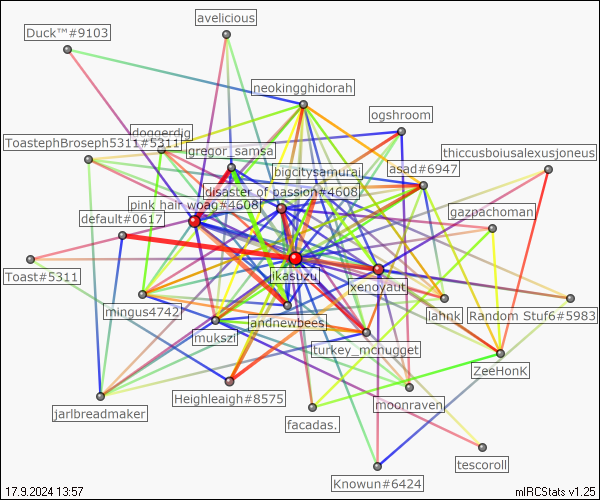 avelicious
Duck™#9103
neokingghidorah
ogshroom
doggerdig
ToastephBroseph5311#5311
gregor_samsa
thiccusboiusalexusjoneus
bigcitysamurai
asad#6947
disaster of passion#4608
pink hair woag#4608
gazpachoman
default#0617
Toast#5311
ikasuzu
xenoyaut
mingus4742
lahnk
Random Stuf6#5983
andnewbees
mukszi
turkey_mcnugget
ZeeHonK
Heighleaigh#8575
moonraven
jarlbreadmaker
facadas.
tescoroll
Knowun#6424
17.9.2024 13:57
mIRCStats v1.25